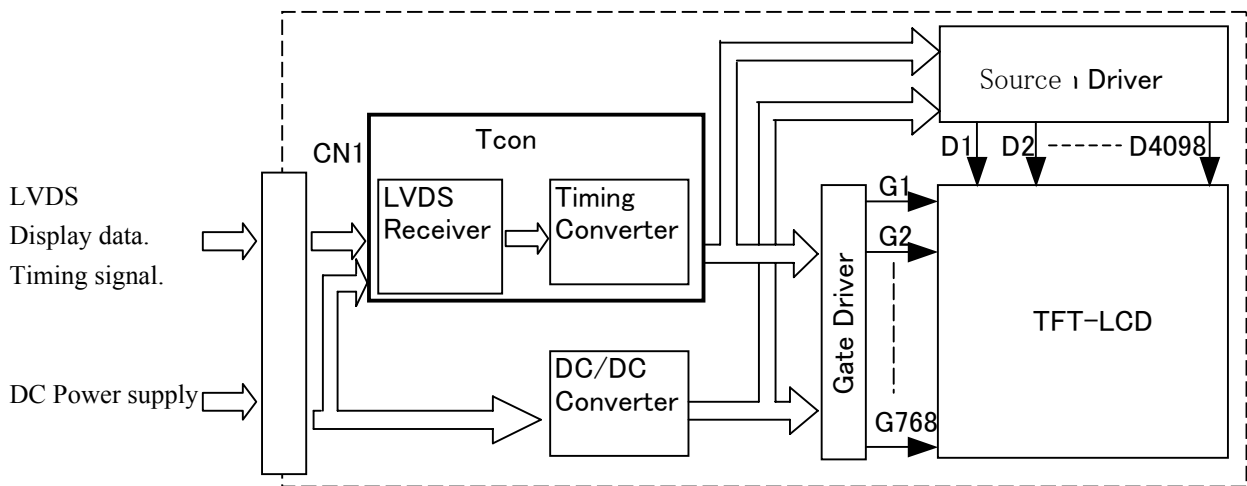 LVDS
Display data.
Timing signal.
DC Power supply
CN1
Tcon
LVDS
Receiver
Timing
Converter
DC/DC
Converter
Gate Driver
Source Driver
D1 D2 D4098
G1
G2
G768
TFT-LCD